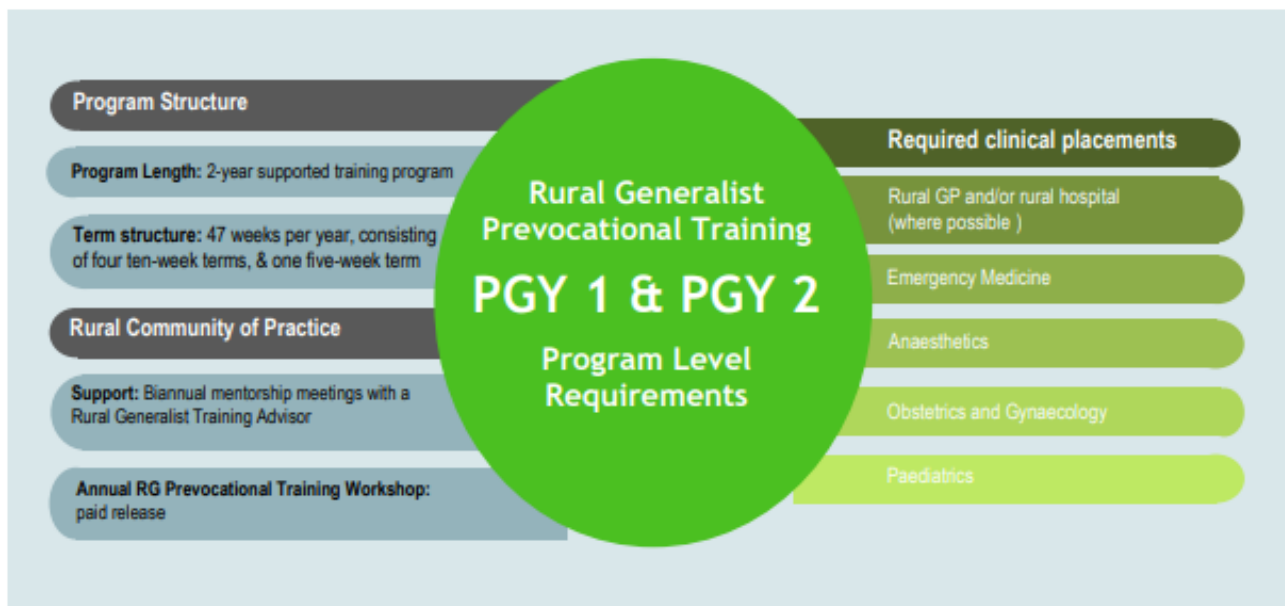 Program Structure
Program Length: 2-year supported training program
Term structure: 47 weeks per year, consisting
of four ten-week terms, & one five-week term
Rural Community of Practice
Support: Biannual mentorship meetings with a
Rural Generalist Training Advisor
Annual RG Prevocational Training Workshop:
paid release
Rural Generalist
Prevocational Training
PGY 1 & PGY 2
Program Level
Requirements
Required clinical placements
Rural GP and/or rural hospital
(where possible )
Emergency Medicine
Anaesthetics
Obstetrics and Gynaecology
Paediatrics